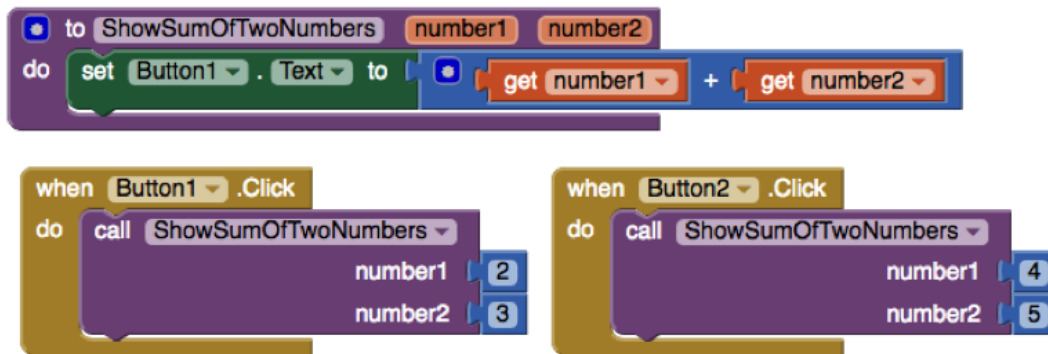 to ShowSumOfTwoNumbers number1 number2
do set Button1 . Text to get number1 + get number2
when Button1 .Click
do call ShowSumOfTwoNumbers
number1 2
number2 3
when Button2 .Click
do call ShowSumOfTwoNumbers
number1 4
number2 5